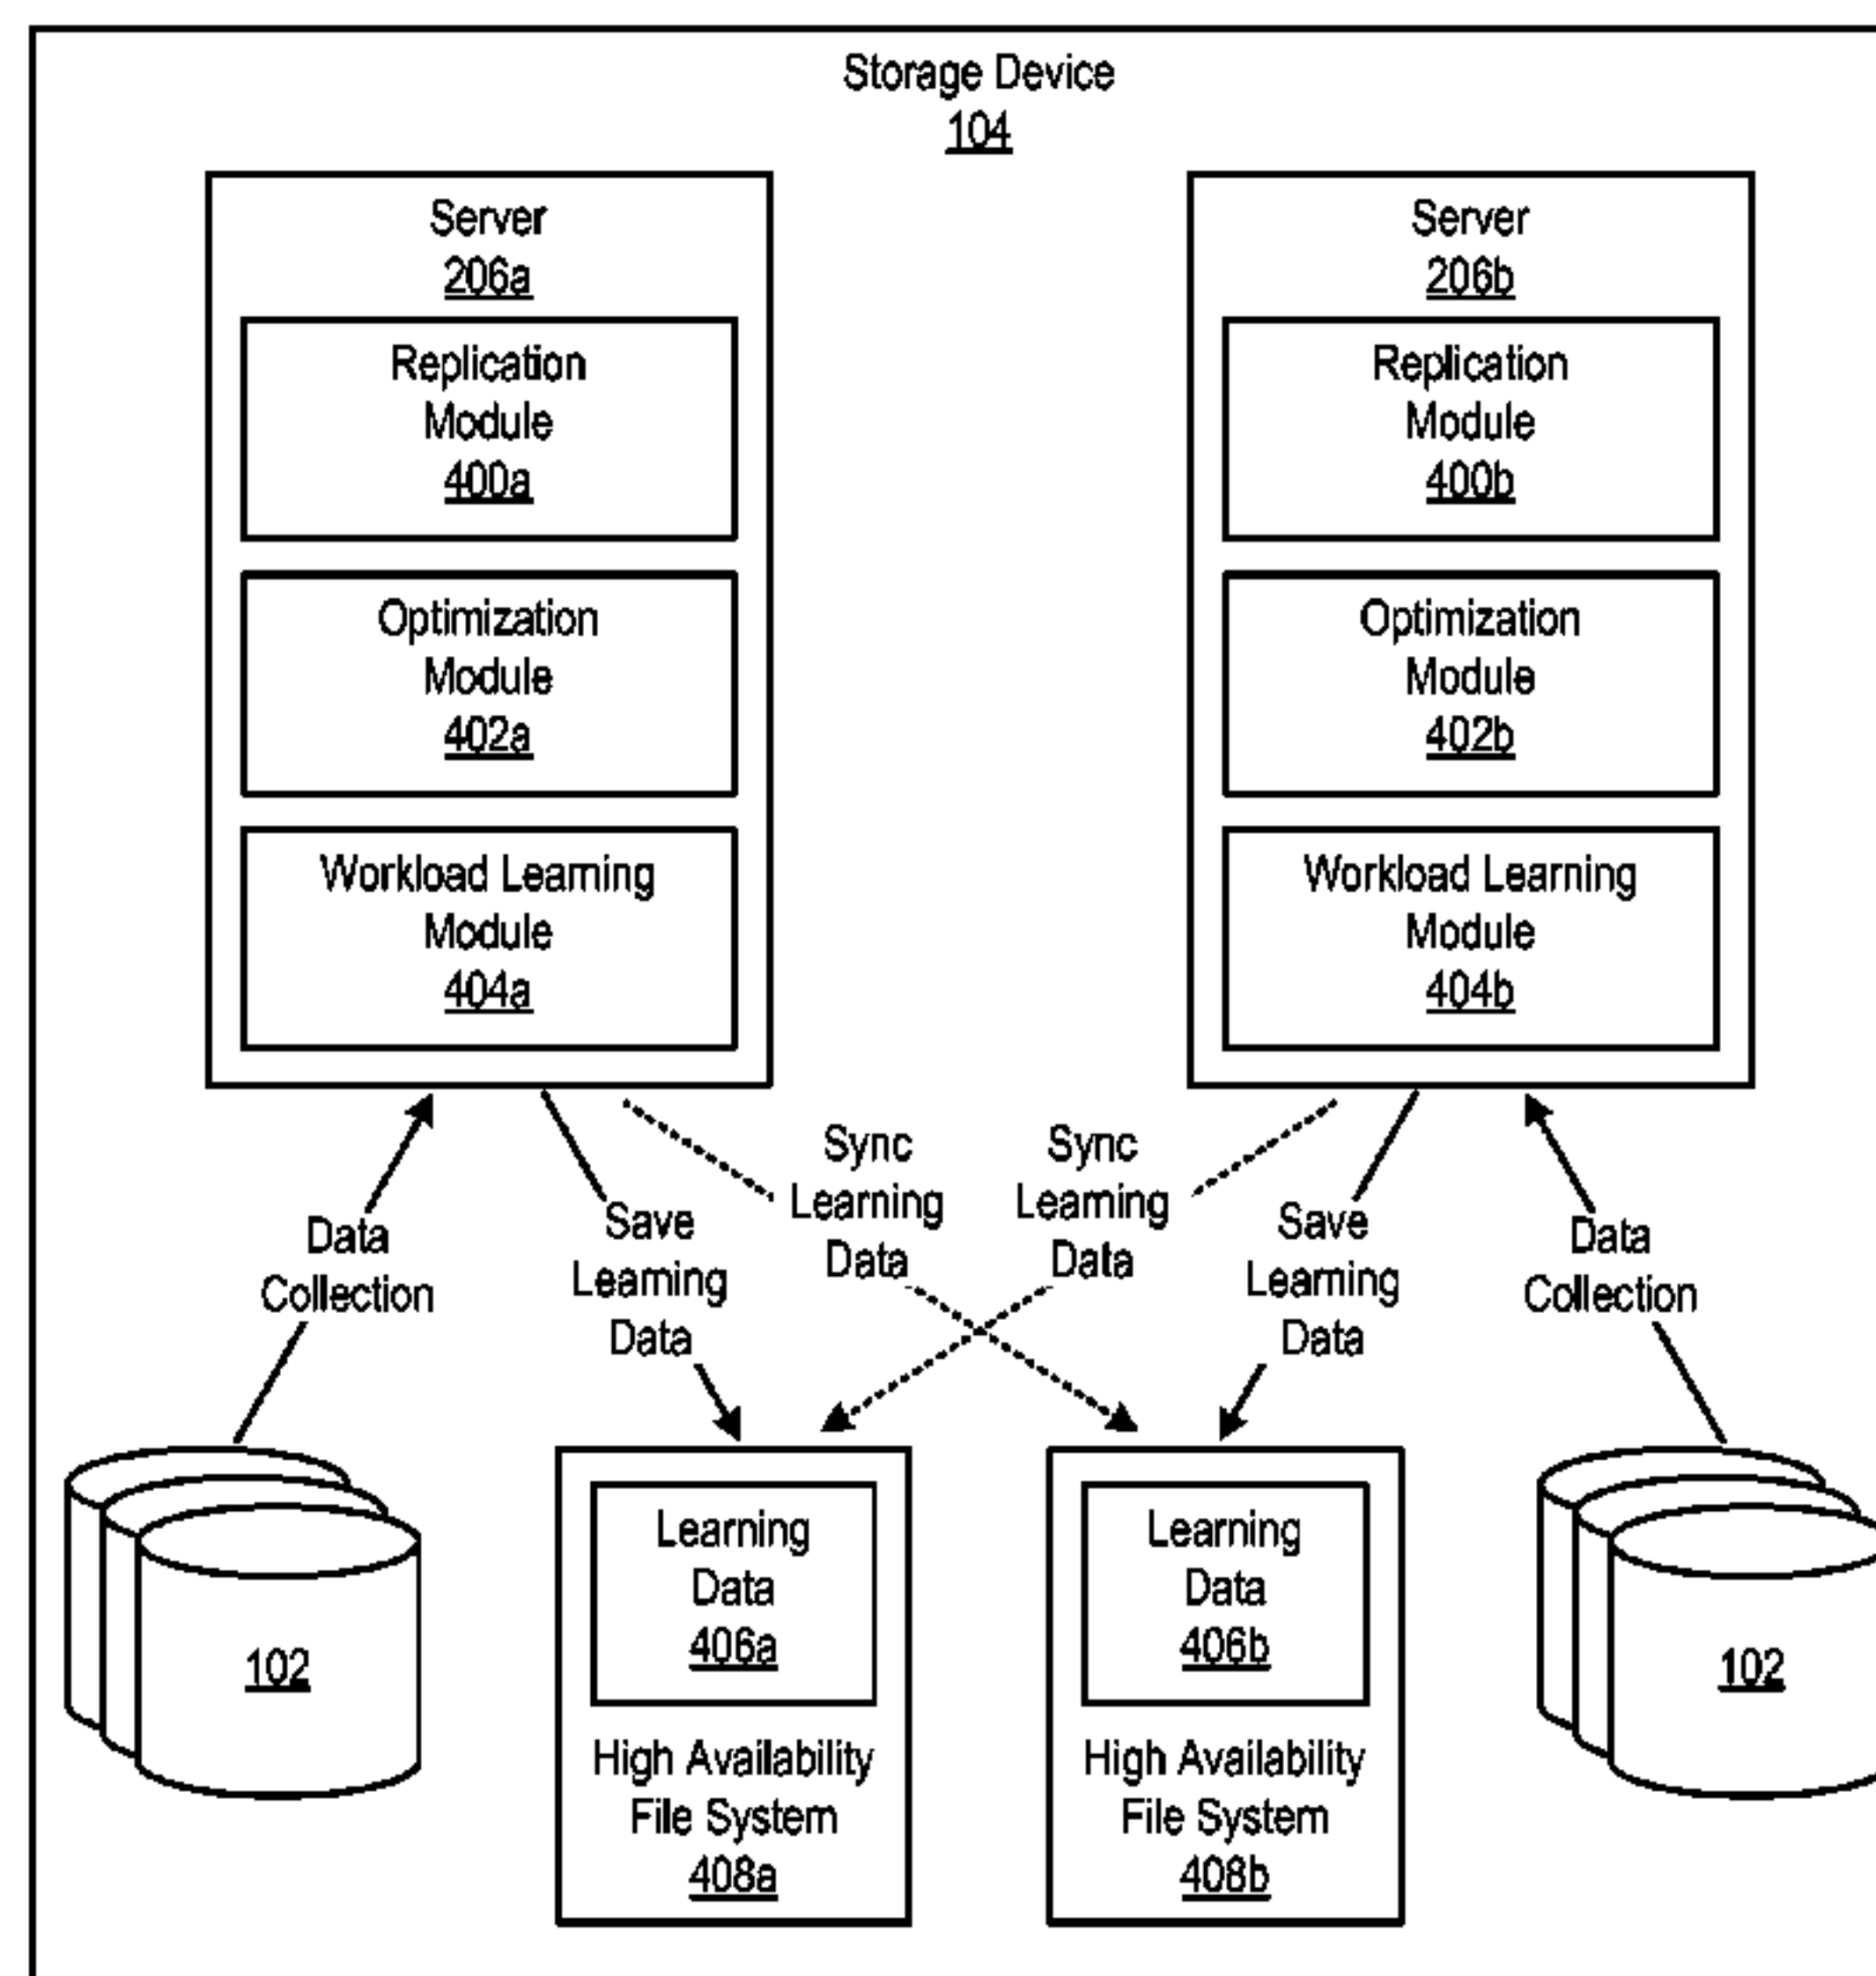 Storage Device
104
Server
206a
Replication
Module
400a
Optimization
Module
402a
Workload Learning
Module
404a
Server
206b
Replication
Module
400b
Optimization
Module
402b
Workload Learning
Module
404b
Data
Collection
Save
Learning
Data
Sync
Learning
Data
Sync
Learning
Data
Save
Learning
Data
Data
Collection
102
Learning
Data
406a
High Availability
File System
408a
Learning
Data
406b
High Availability
File System
408b
102